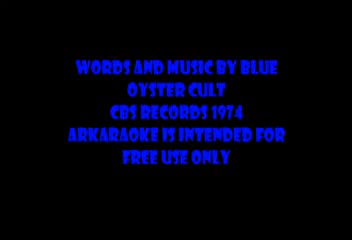 WORDS AND MUSIC BY BLUE
OYSTER CULT
CBS RECORDS 1974
ARKARAOKE IS INTENDED FOR
FREE USE ONLY